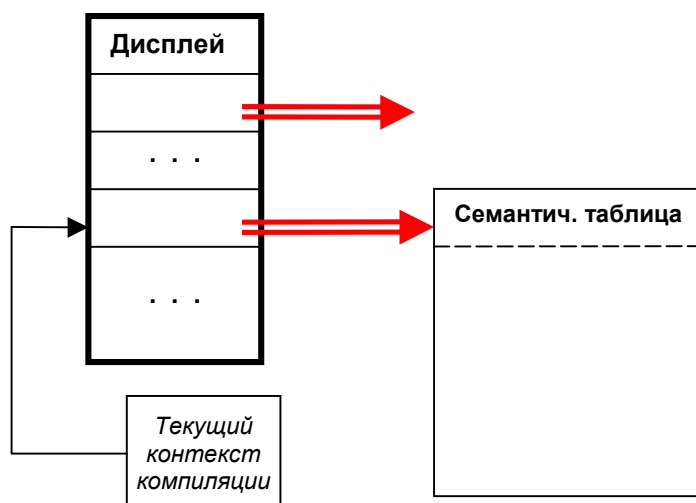 Дисплей
. . .
Семантич. таблица
. . .
Текущий
контекст
компиляции